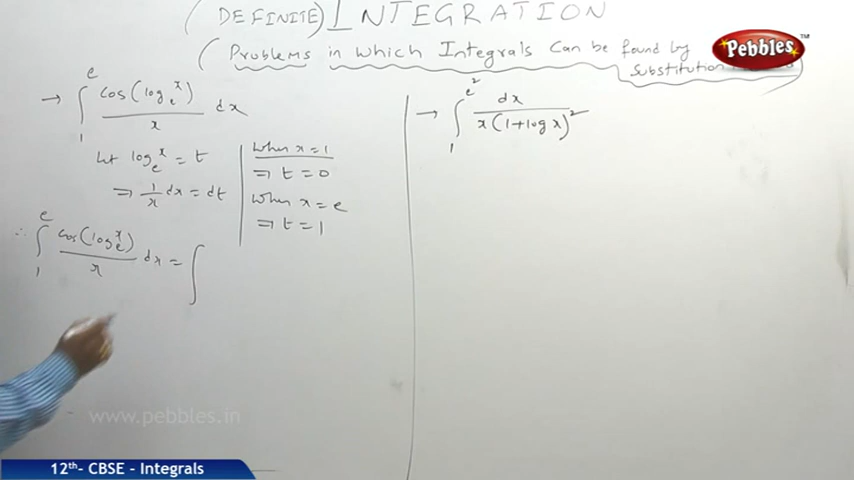 (DEFINITE) INTEGRATION
(Problems in which Integrals Can be found by
Substitution
Pebbles
→ ∫₁ᵉ cos(logₑx)/x dx
Let logₑx = t
⇒ 1/x dx = dt
When x = 1
⇒ t = 0
When x = e
⇒ t = 1
∴ ∫₁ᵉ cos(logₑx)/x dx = ∫
→ ∫₁^e² dx/x(1+log x)²
www.pebbles.in
12th- CBSE - Integrals